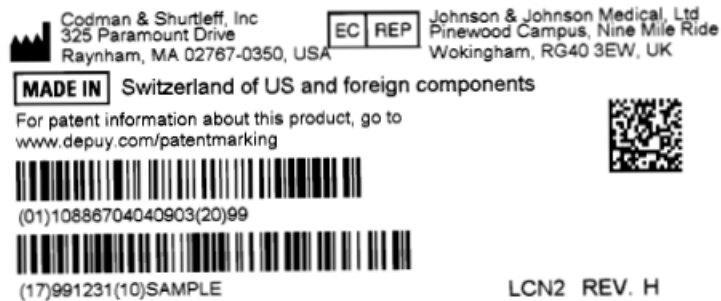 Codman & Shurtleff, Inc
325 Paramount Drive
Raynham, MA 02767-0350, USA
EC REP
Johnson & Johnson Medical, Ltd
Pinewood Campus, Nine Mile Ride
Wokingham, RG40 3EW, UK
MADE IN Switzerland of US and foreign components
For patent information about this product, go to
www.depuy.com/patentmarking
(01)10886704040903(20)99
(17)991231(10)SAMPLE
LCN2 REV. H